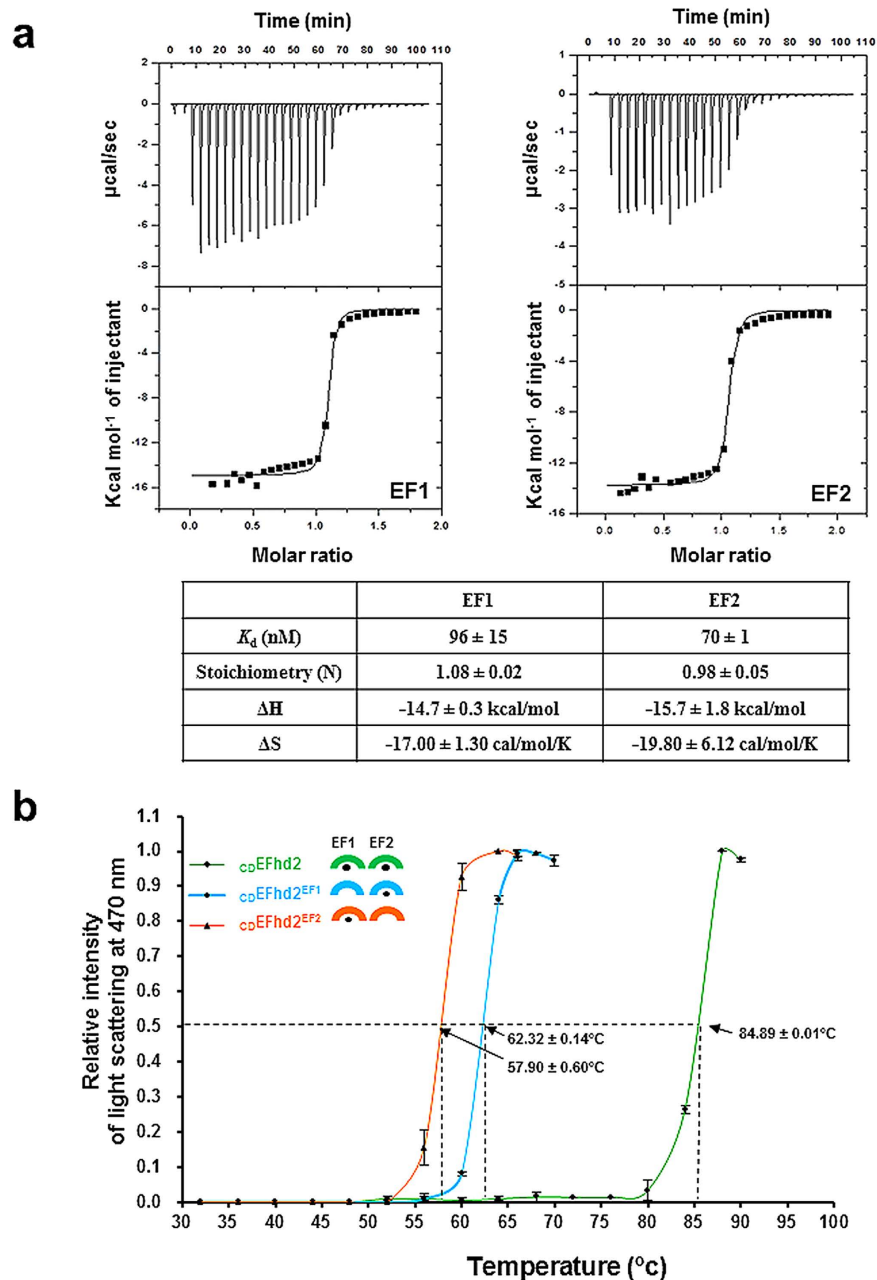 a
Time (min)
0 10 20 30 40 50 60 70 80 90 100 110
2
0
-2
-4
-6
-8
µcal/sec
0
-4
-8
-12
-16
Kcal mol-1 of injectant
EF1
0.0 0.5 1.0 1.5 2.0
Molar ratio
Time (min)
0 10 20 30 40 50 60 70 80 90 100 110
1
0
-1
-2
-3
-4
-5
µcal/sec
0
-4
-8
-12
-16
Kcal mol-1 of injectant
EF2
0.0 0.5 1.0 1.5 2.0
Molar ratio
EF1 EF2
Kd (nM) 96 ± 15 70 ± 1
Stoichiometry (N) 1.08 ± 0.02 0.98 ± 0.05
ΔH -14.7 ± 0.3 kcal/mol -15.7 ± 1.8 kcal/mol
ΔS -17.00 ± 1.30 cal/mol/K -19.80 ± 6.12 cal/mol/K
b
Relative intensity
of light scattering at 470 nm
1.1
1.0
0.9
0.8
0.7
0.6
0.5
0.4
0.3
0.2
0.1
0.0
EF1 EF2
CDEFhd2
CDEFhd2EF1
CDEFhd2EF2
62.32 ± 0.14°C
57.90 ± 0.60°C
84.89 ± 0.01°C
30 35 40 45 50 55 60 65 70 75 80 85 90 95 100
Temperature (°c)